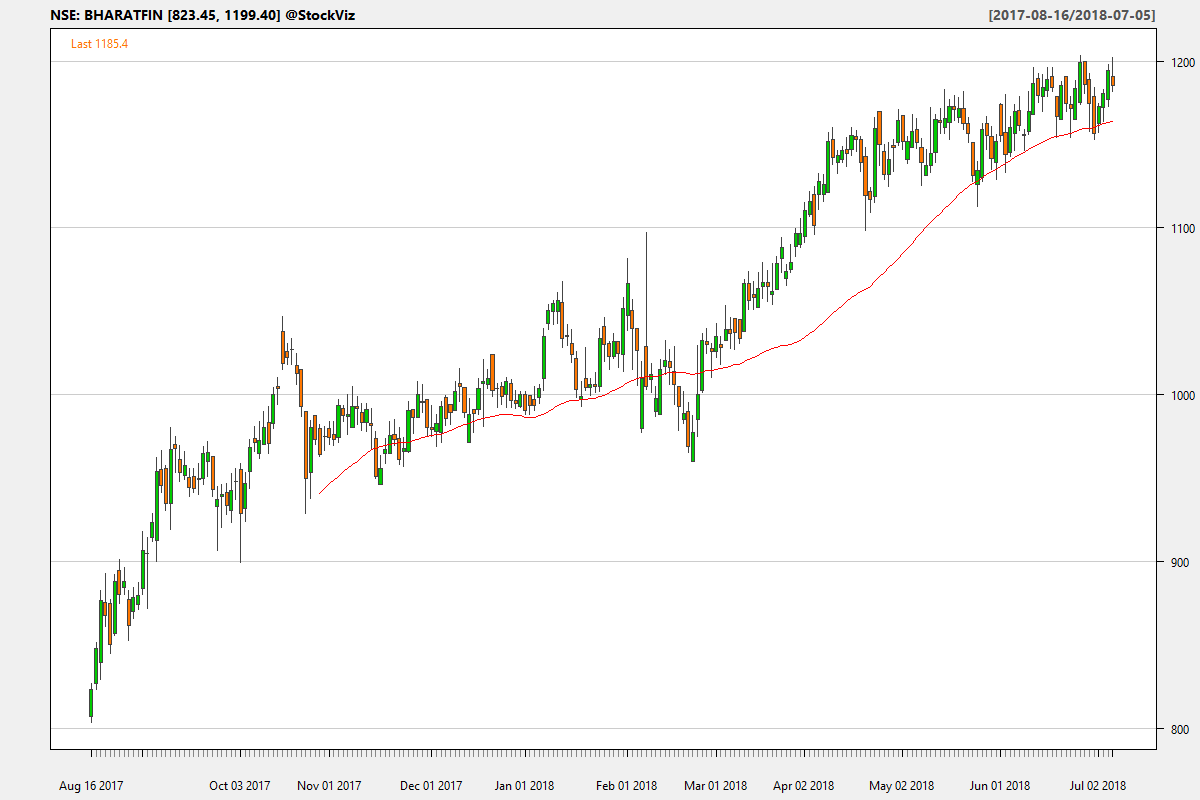 NSE: BHARATFIN [823.45, 1199.40] @StockViz [2017-08-16/2018-07-05]
Last 1185.4
1200
1100
1000
900
800
Aug 16 2017 Oct 03 2017 Nov 01 2017 Dec 01 2017 Jan 01 2018 Feb 01 2018 Mar 01 2018 Apr 02 2018 May 02 2018 Jun 01 2018 Jul 02 2018